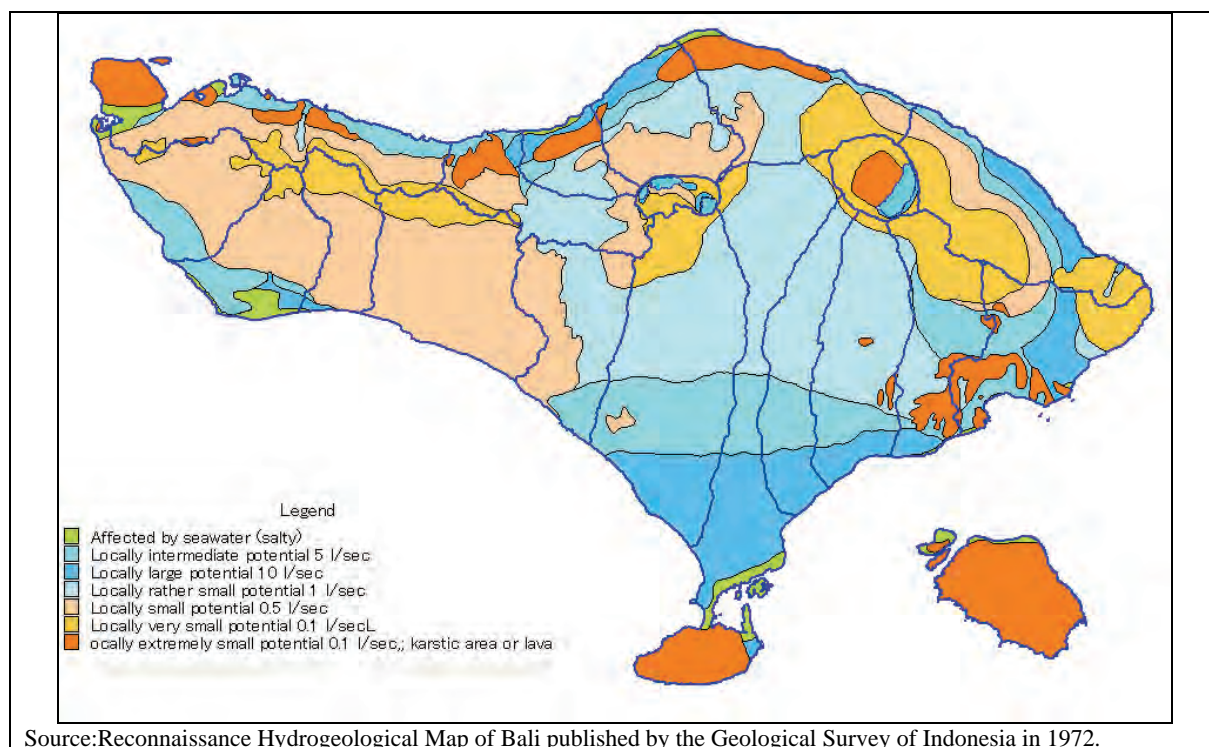 Legend
Affected by seawater (salty)
Locally intermediate potential 5 l/sec
Locally large potential 10 l/sec
Locally rather small potential 1 l/sec
Locally small potential 0.5 l/sec
Locally very small potential 0.1 l/secL
ocally extremely small potential 0.1 l/sec,; karstic area or lava
Source:Reconnaissance Hydrogeological Map of Bali published by the Geological Survey of Indonesia in 1972.